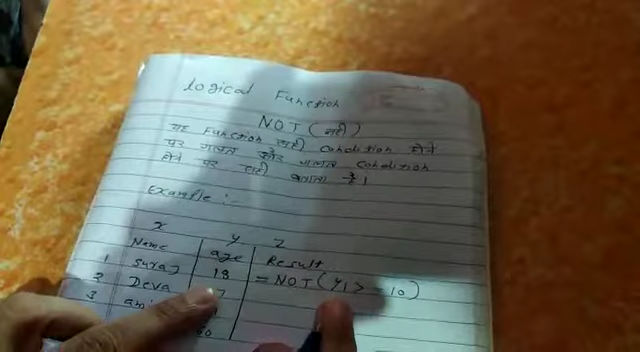 Logical Function
NOT (नही)
यह Function सही Condition होने
पर गलत और गलत Condition
होने पर सही बताता है।
Example :-
x y z
Name age Result
1 Suraj 18 =NOT(Y1>=10)
2 Deva
3